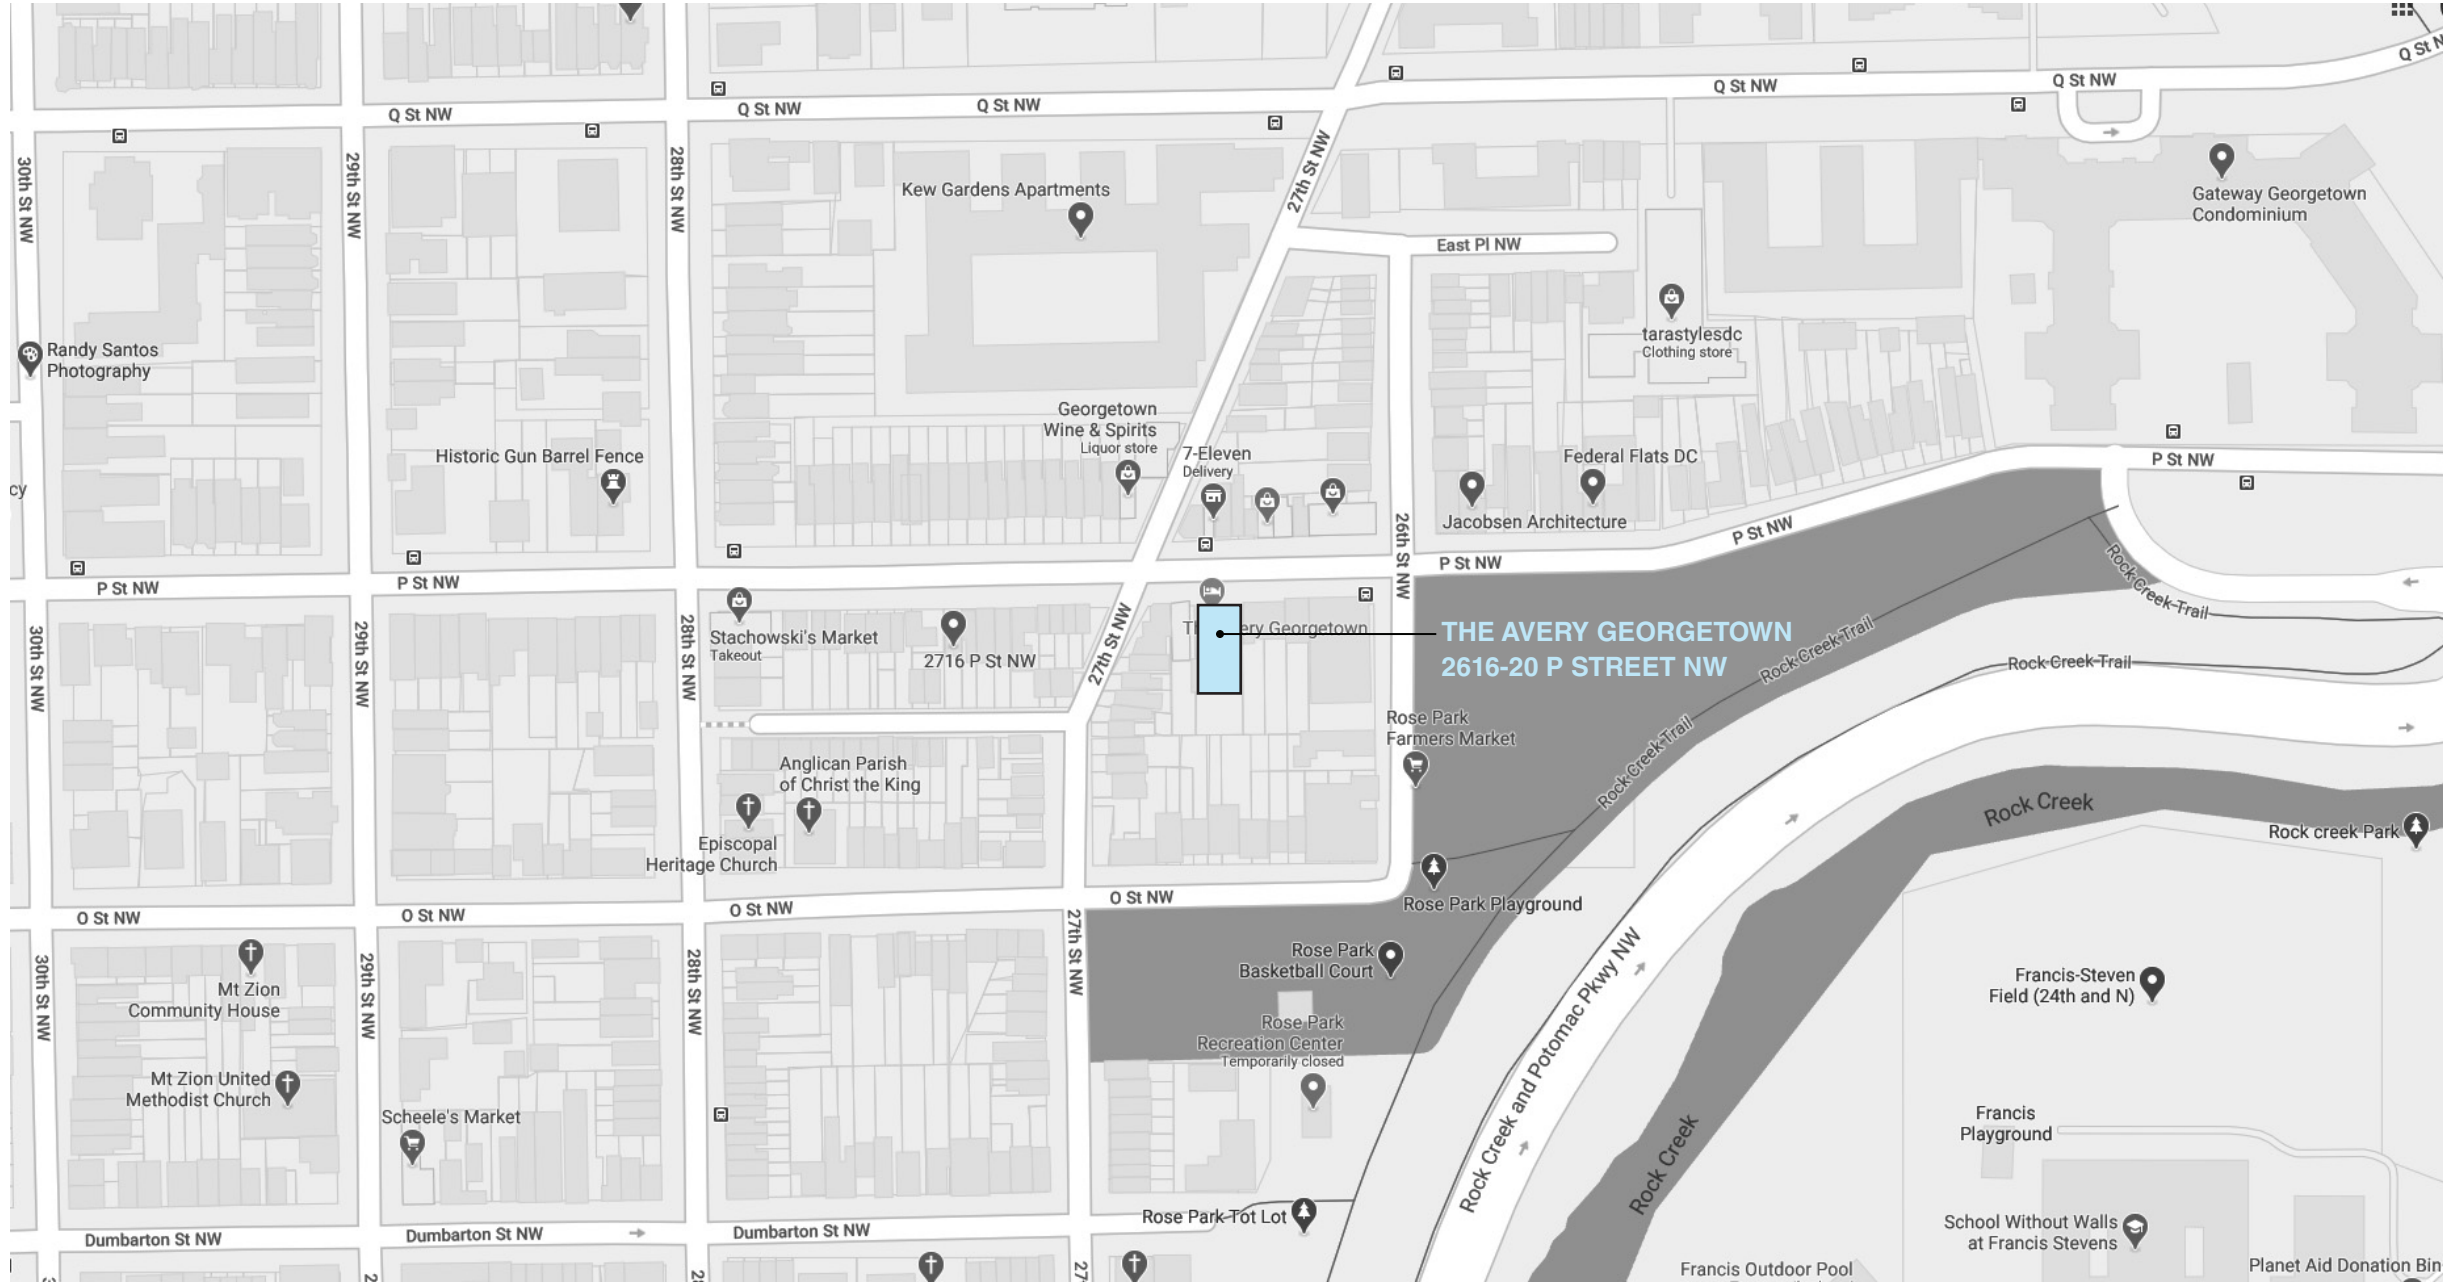 Q St NW
Q St NW
Q St NW
Q St NW
Q St NW
Q St N
30th St NW
29th St NW
28th St NW
27th St NW
Kew Gardens Apartments
Gateway Georgetown
Condominium
East Pl NW
Randy Santos
Photography
tarastylesdc
Clothing store
Georgetown
Wine & Spirits
Liquor store
7-Eleven
Delivery
Historic Gun Barrel Fence
Federal Flats DC
Jacobsen Architecture
cy
26th St NW
P St NW
P St NW
P St NW
P St NW
P St NW
Rock Creek Trail
30th St NW
29th St NW
28th St NW
27th St NW
Stachowski's Market
Takeout
2716 P St NW
Th
ery Georgetown
THE AVERY GEORGETOWN
2616-20 P STREET NW
Rock Creek Trail
Rock Creek Trail
Rock Creek Trail
Rose Park
Farmers Market
Anglican Parish
of Christ the King
Episcopal
Heritage Church
Rock Creek
Rock creek Park
O St NW
O St NW
O St NW
O St NW
Rose Park Playground
30th St NW
29th St NW
28th St NW
27th St NW
Rose Park
Basketball Court
Rose Park
Recreation Center
Temporarily closed
Rock Creek and Potomac Pkwy NW
Francis-Steven
Field (24th and N)
Mt Zion
Community House
Mt Zion United
Methodist Church
Scheele's Market
Francis
Playground
Rock Creek
Rose Park Tot Lot
School Without Walls
at Francis Stevens
Dumbarton St NW
Dumbarton St NW
Dumbarton St NW
Francis Outdoor Pool
Planet Aid Donation Bin
27